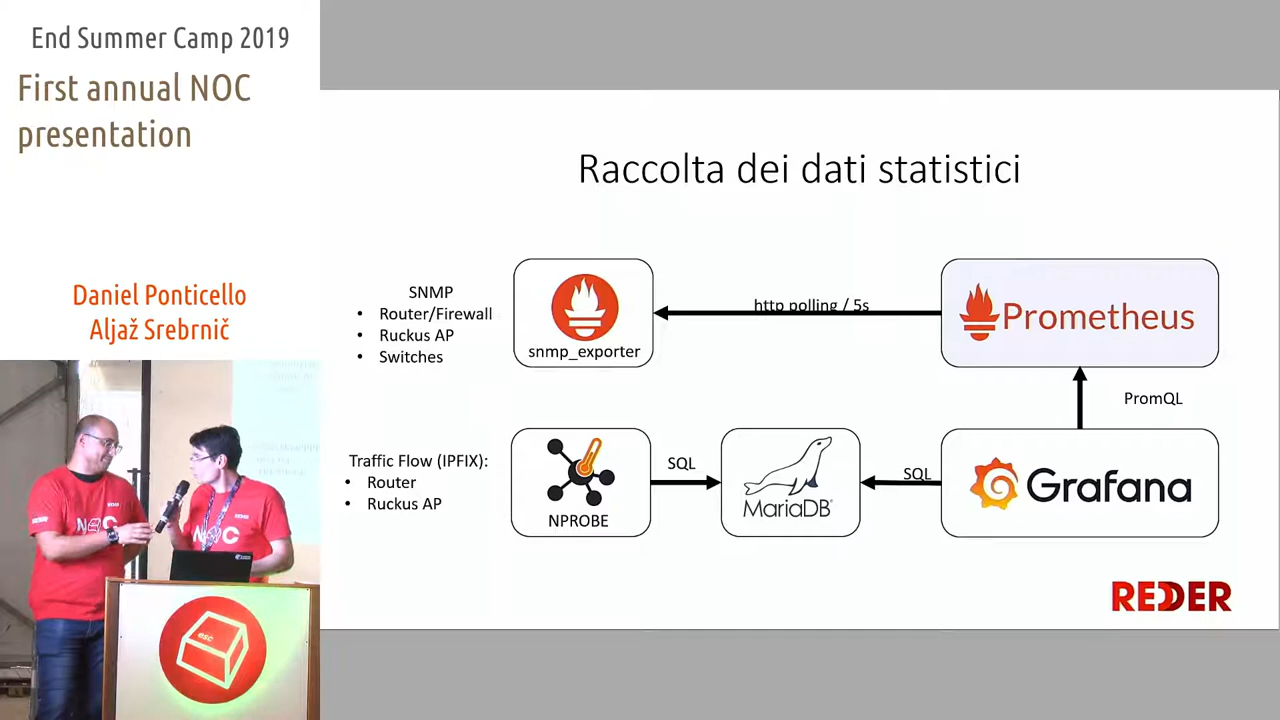 End Summer Camp 2019
First annual NOC
presentation
Daniel Ponticello
Aljaž Srebrnič
Raccolta dei dati statistici
SNMP
• Router/Firewall
• Ruckus AP
• Switches
snmp_exporter
http polling / 5s
Prometheus
PromQL
Traffic Flow (IPFIX):
• Router
• Ruckus AP
NPROBE
SQL
MariaDB
SQL
Grafana
REDDER
NOC
NOC
esc